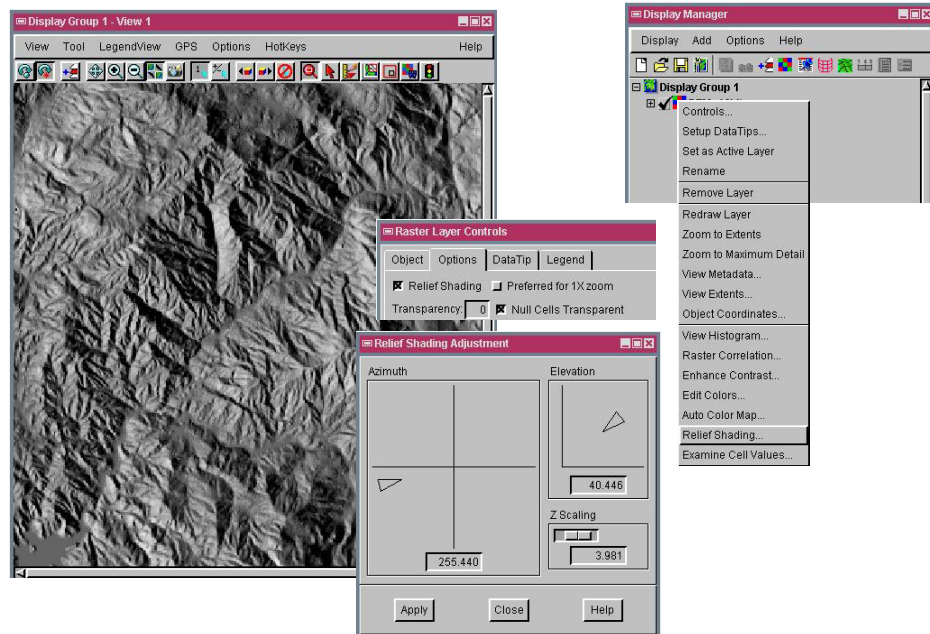 Display Group 1 - View 1
View Tool LegendView GPS Options HotKeys Help
Display Manager
Display Add Options Help
Display Group 1
Controls...
Setup DataTips...
Set as Active Layer
Rename
Remove Layer
Redraw Layer
Zoom to Extents
Zoom to Maximum Detail
View Metadata...
View Extents...
Object Coordinates...
View Histogram...
Raster Correlation...
Enhance Contrast...
Edit Colors...
Auto Color Map...
Relief Shading...
Examine Cell Values...
Raster Layer Controls
Object Options DataTip Legend
Relief Shading Preferred for 1X zoom
Transparency: 0 Null Cells Transparent
Relief Shading Adjustment
Azimuth
255.440
Elevation
40.446
Z Scaling
3.981
Apply Close Help